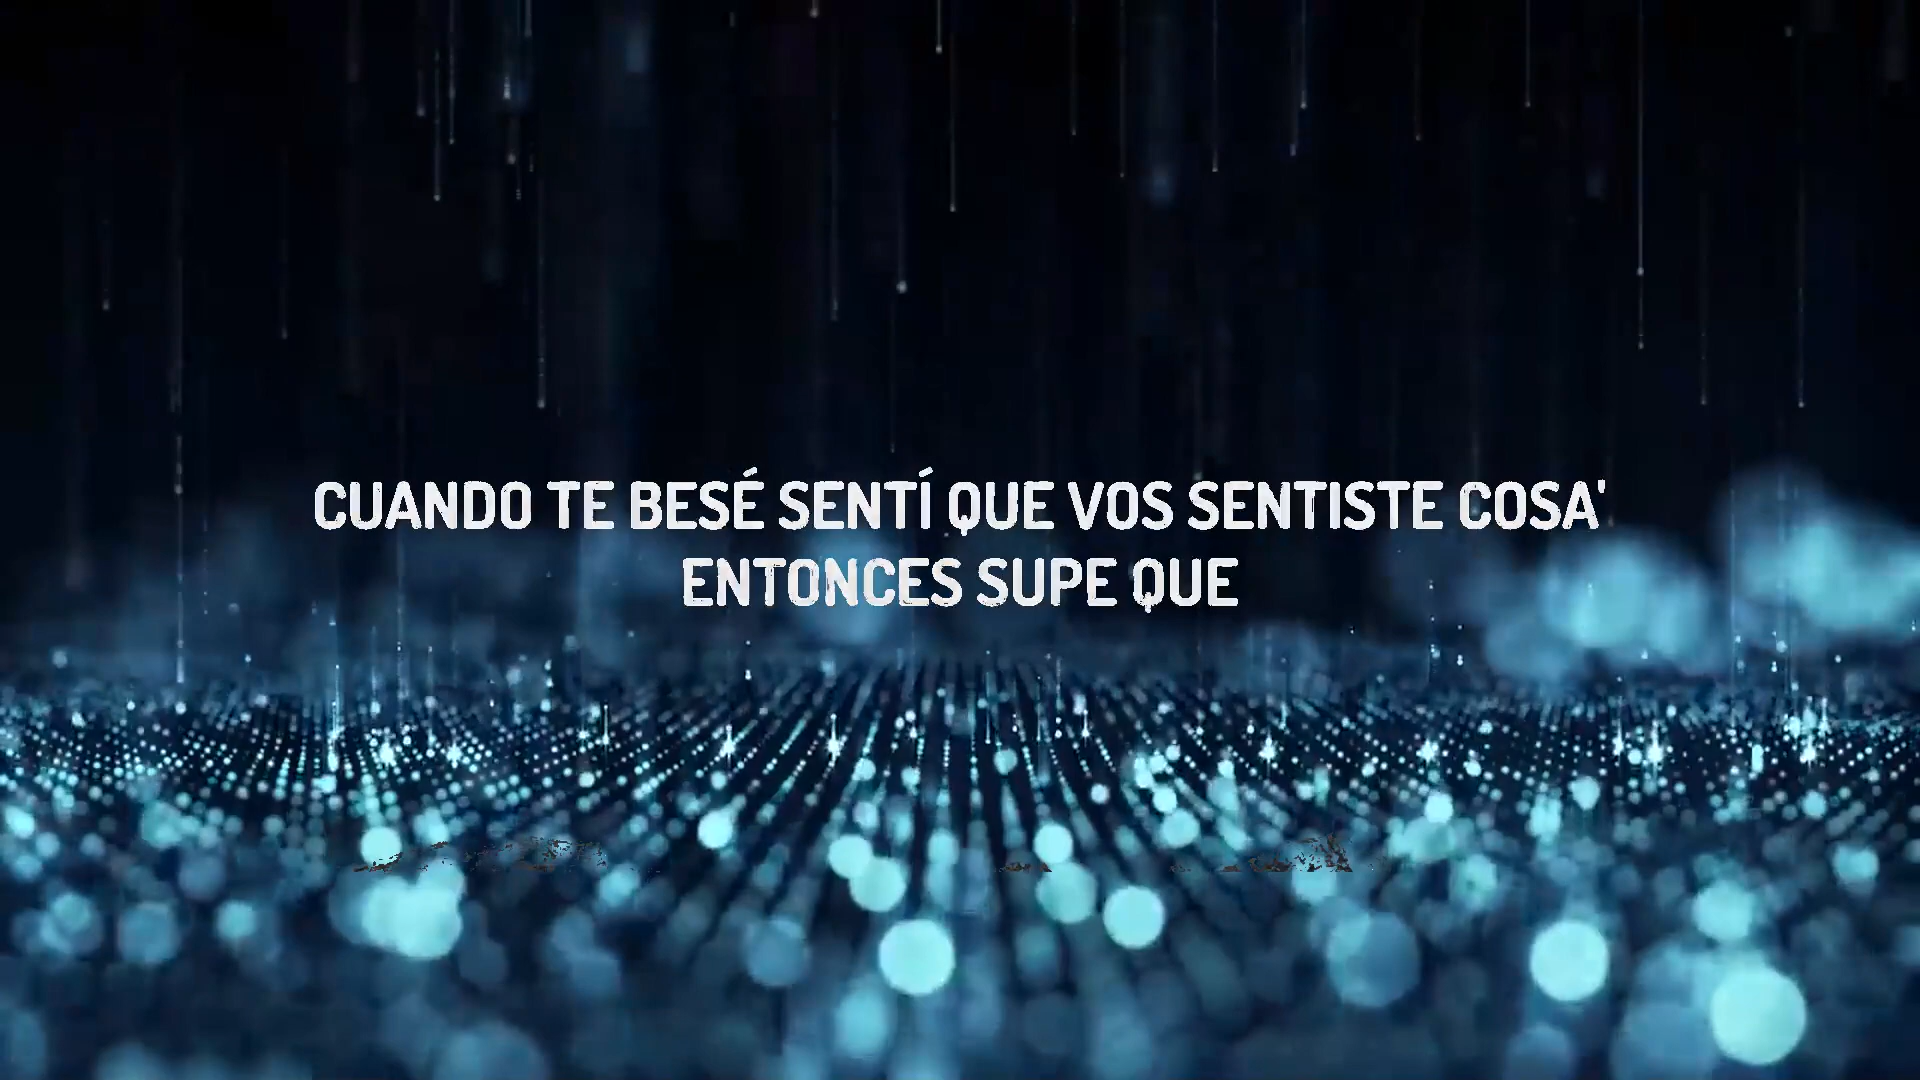 CUANDO TE BESÉ SENTÍ QUE VOS SENTISTE COSA'
ENTONCES SUPE QUE